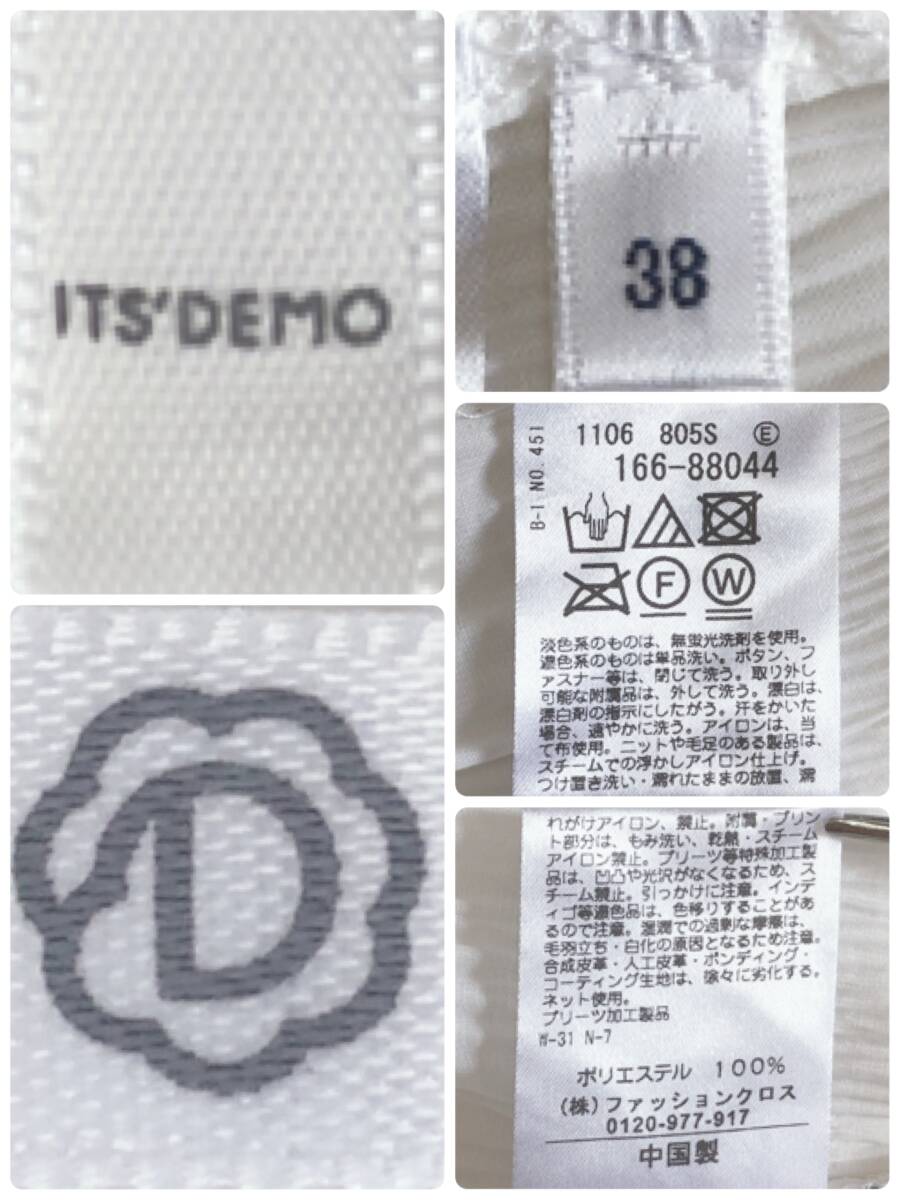 ITS'DEMO
38
D
B-1 NO.451
1106 805S Ⓔ
166-88044
F W
淡色系のものは、無蛍光洗剤を使用。
濃色系のものは単品洗い。ボタン、フ
ァスナー等は、閉じて洗う。取り外し
可能な附属品は、外して洗う。漂白は、
漂白剤の指示にしたがう。汗をかいた
場合、速やかに洗う。アイロンは、当
て布使用。ニットや毛足のある製品は、
スチームでの浮かしアイロン仕上げ。
つけ置き洗い・濡れたままの放置、濡
れがけアイロン、禁止。附属・プリン
ト部分は、もみ洗い、乾熱・スチーム
アイロン禁止。プリーツ等特殊加工製
品は、凹凸や光沢がなくなるため、ス
チーム禁止。引っかけに注意。インデ
ィゴ等濃色品は、色移りすることがあ
るので注意。湿潤での過剰な摩擦は、
毛羽立ち・白化の原因となるため注意。
合成皮革・人工皮革・ボンディング・
コーティング生地は、徐々に劣化する。
ネット使用。
プリーツ加工製品
W-31 N-7
ポリエステル 100%
(株)ファッションクロス
0120-977-917
中国製